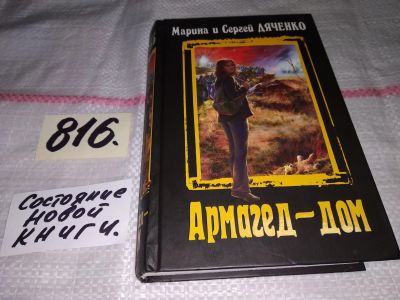 Марина и Сергей ДЯЧЕНКО
Армагед-дом
816.
Состояние
новой
книги.